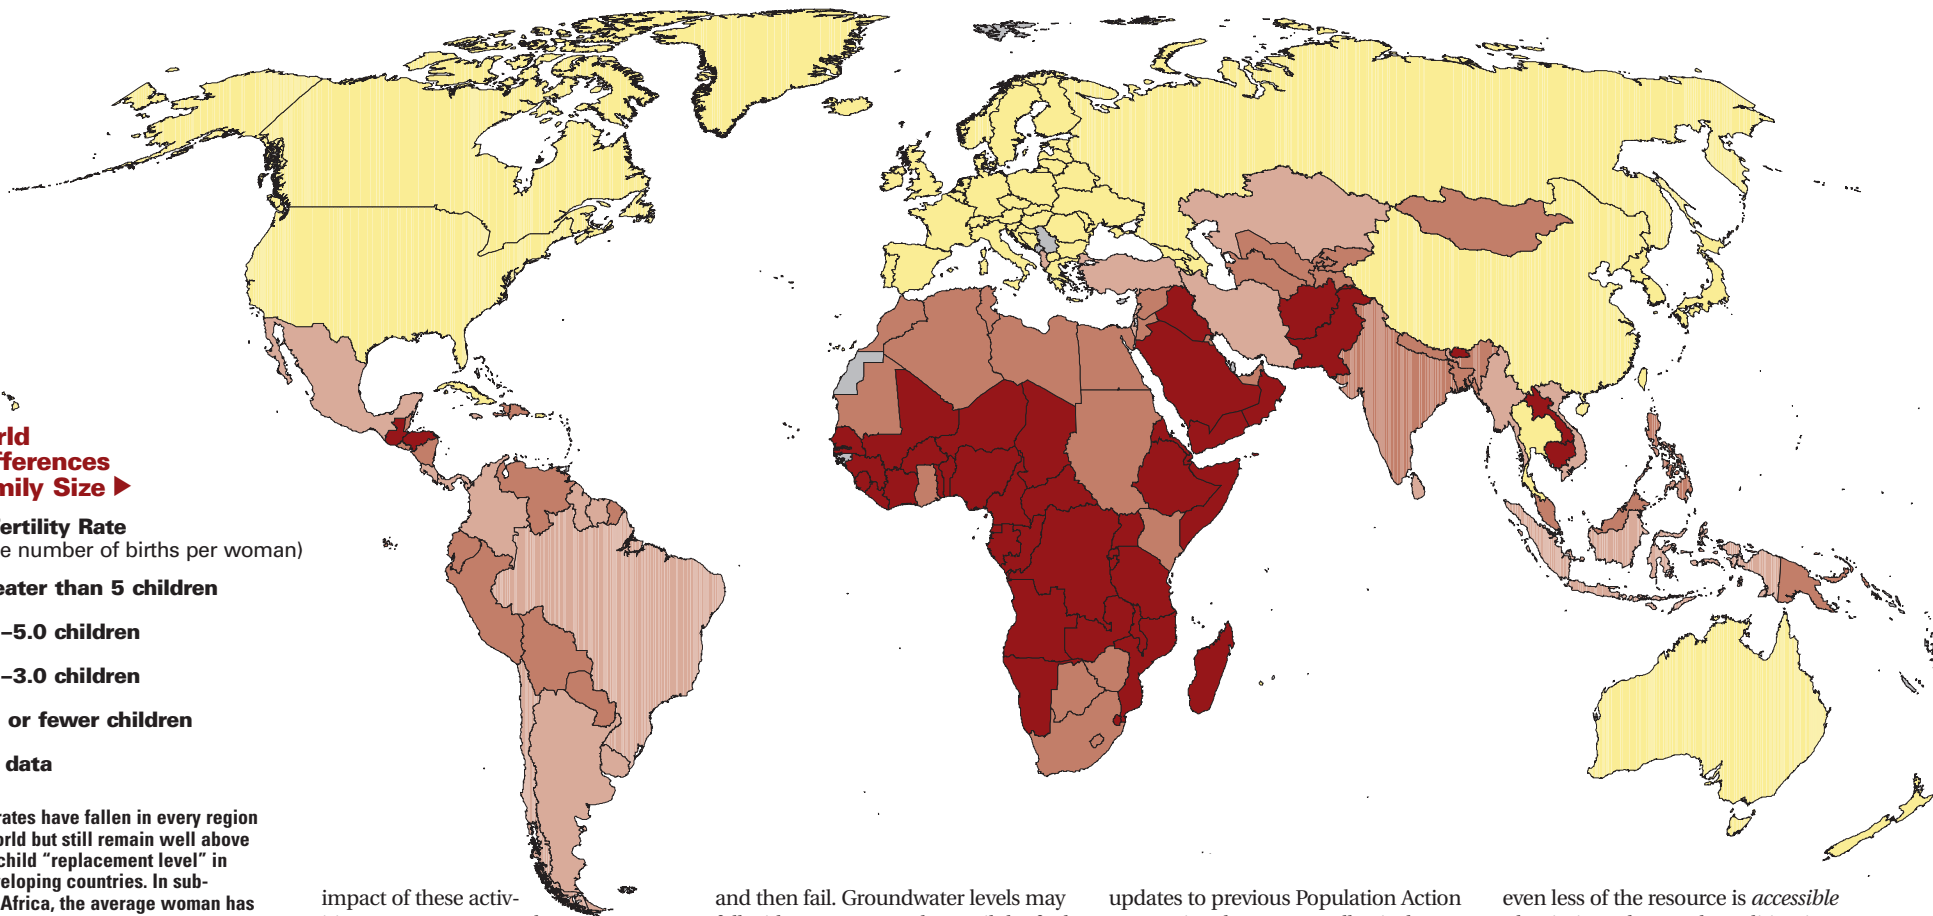 rld
fferences
mily Size ▶
ertility Rate
e number of births per woman)
eater than 5 children
–5.0 children
–3.0 children
or fewer children
data
rates have fallen in every region
orld but still remain well above
child “replacement level” in
veloping countries. In sub-
Africa, the average woman has
impact of these activ-
and then fail. Groundwater levels may
updates to previous Population Action
even less of the resource is accessible